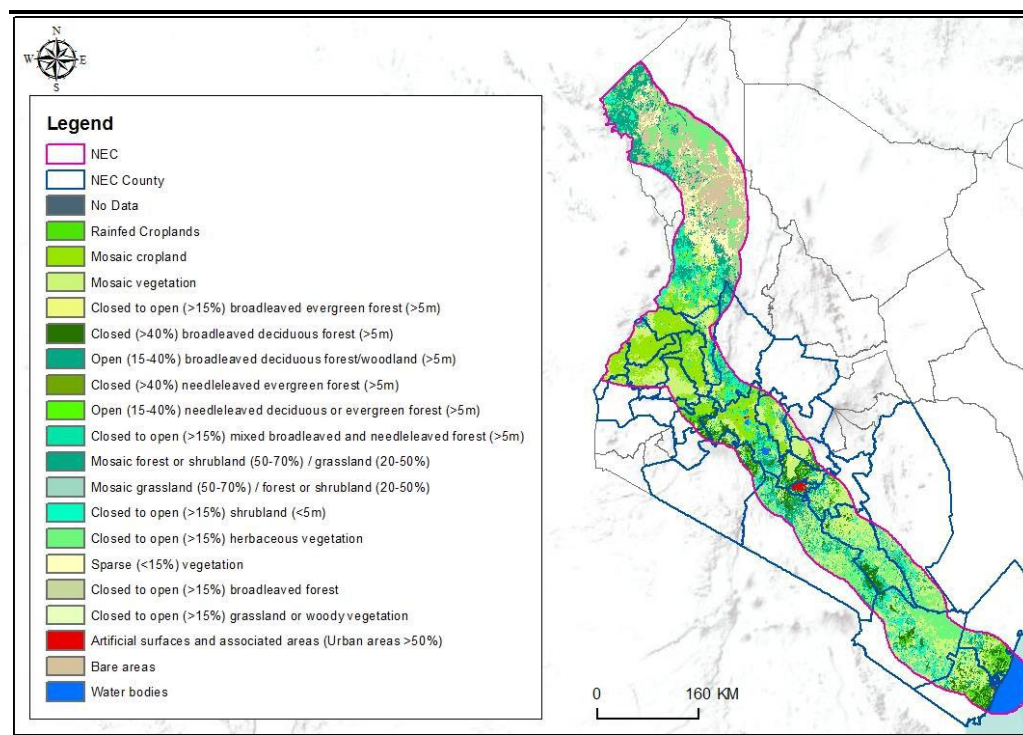 N
W E
S
Legend
NEC
NEC County
No Data
Rainfed Croplands
Mosaic cropland
Mosaic vegetation
Closed to open (>15%) broadleaved evergreen forest (>5m)
Closed (>40%) broadleaved deciduous forest (>5m)
Open (15-40%) broadleaved deciduous forest/woodland (>5m)
Closed (>40%) needleleaved evergreen forest (>5m)
Open (15-40%) needleleaved deciduous or evergreen forest (>5m)
Closed to open (>15%) mixed broadleaved and needleleaved forest (>5m)
Mosaic forest or shrubland (50-70%) / grassland (20-50%)
Mosaic grassland (50-70%) / forest or shrubland (20-50%)
Closed to open (>15%) shrubland (<5m)
Closed to open (>15%) herbaceous vegetation
Sparse (<15%) vegetation
Closed to open (>15%) broadleaved forest
Closed to open (>15%) grassland or woody vegetation
Artificial surfaces and associated areas (Urban areas >50%)
Bare areas
Water bodies
0 160 KM